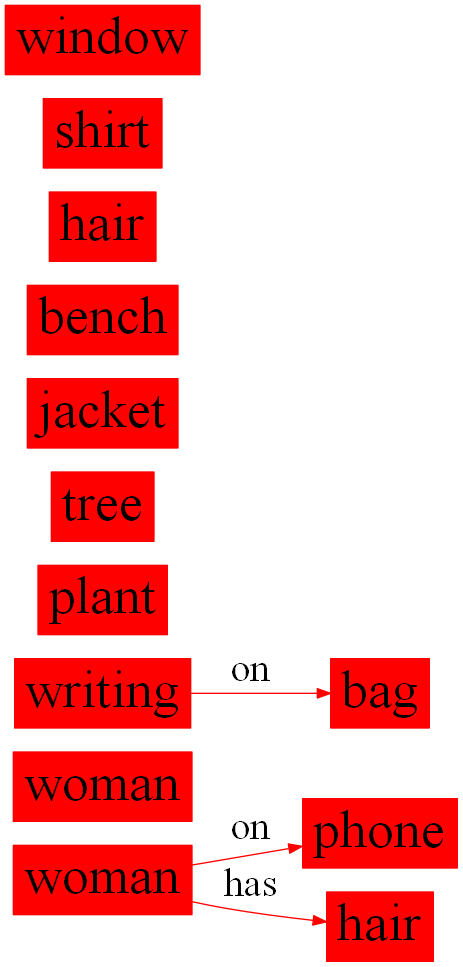 window
shirt
hair
bench
jacket
tree
plant
writing on bag
woman
woman on phone
has hair